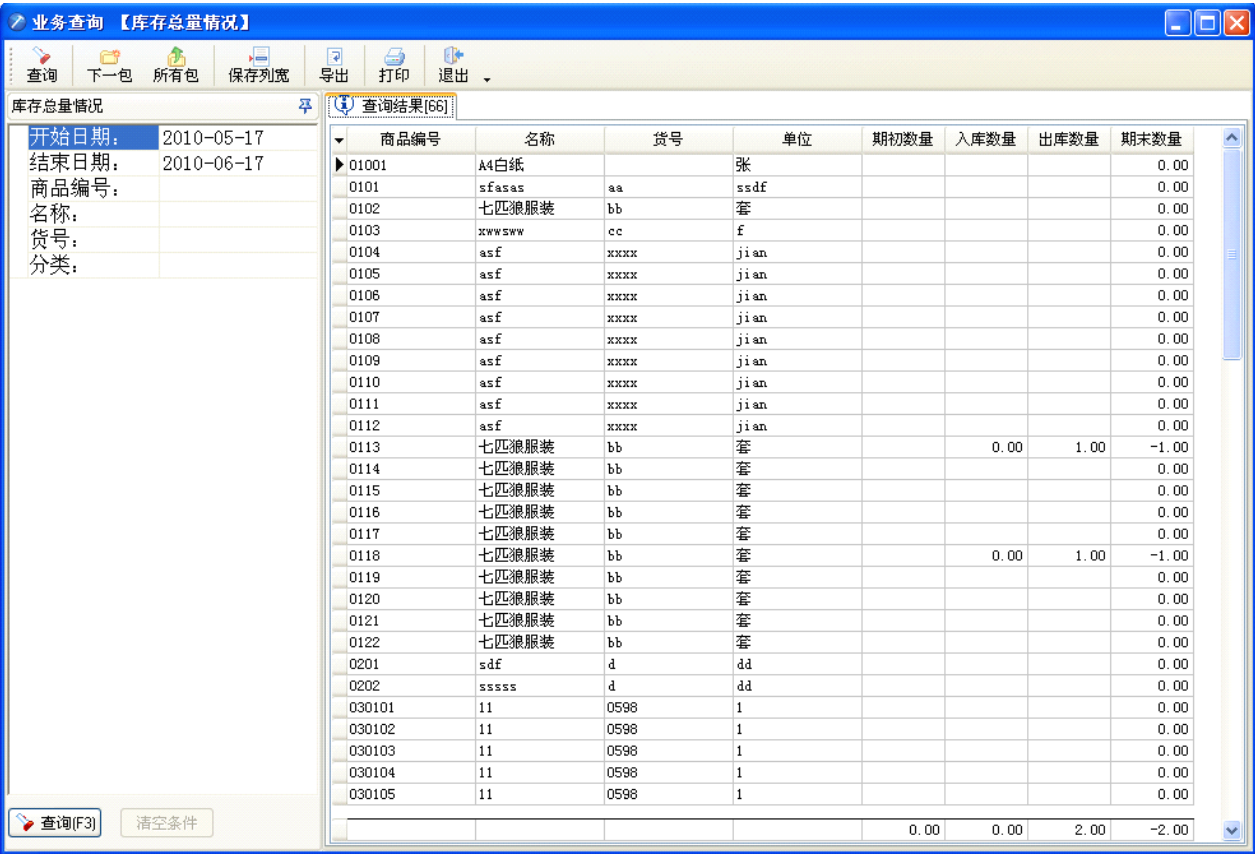 业务查询 【库存总量情况】
查询 下一包 所有包 保存列宽 导出 打印 退出
库存总量情况
开始日期: 2010-05-17
结束日期: 2010-06-17
商品编号:
名称:
货号:
分类:
查询(F3) 清空条件
查询结果[66]
商品编号 名称 货号 单位 期初数量 入库数量 出库数量 期末数量
01001 A4白纸 张 0.00
0101 sfasas aa ssdf 0.00
0102 七匹狼服装 bb 套 0.00
0103 xwwsww cc f 0.00
0104 asf xxxx jian 0.00
0105 asf xxxx jian 0.00
0106 asf xxxx jian 0.00
0107 asf xxxx jian 0.00
0108 asf xxxx jian 0.00
0109 asf xxxx jian 0.00
0110 asf xxxx jian 0.00
0111 asf xxxx jian 0.00
0112 asf xxxx jian 0.00
0113 七匹狼服装 bb 套 0.00 1.00 -1.00
0114 七匹狼服装 bb 套 0.00
0115 七匹狼服装 bb 套 0.00
0116 七匹狼服装 bb 套 0.00
0117 七匹狼服装 bb 套 0.00
0118 七匹狼服装 bb 套 0.00 1.00 -1.00
0119 七匹狼服装 bb 套 0.00
0120 七匹狼服装 bb 套 0.00
0121 七匹狼服装 bb 套 0.00
0122 七匹狼服装 bb 套 0.00
0201 sdf d dd 0.00
0202 sssss d dd 0.00
030101 11 0598 1 0.00
030102 11 0598 1 0.00
030103 11 0598 1 0.00
030104 11 0598 1 0.00
030105 11 0598 1 0.00
0.00 0.00 2.00 -2.00